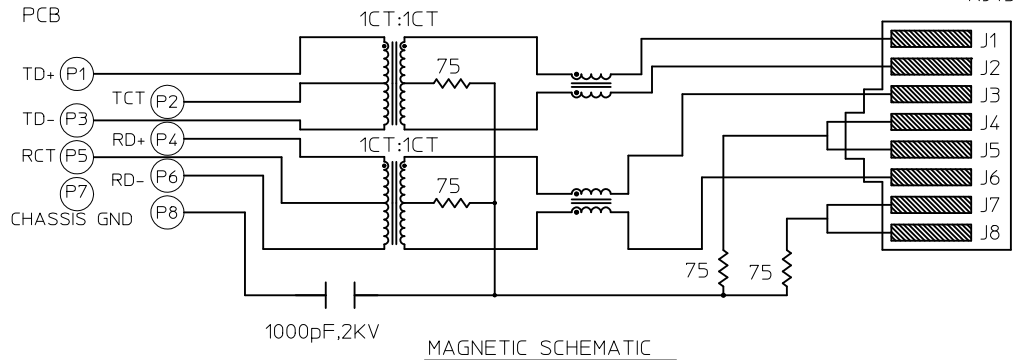 PCB
1CT:1CT
J1
75
J2
TD+ P1
TCT P2
J3
TD- P3
J4
RD+ P4
1CT:1CT
RCT P5
J5
RD- P6
75
J6
P7
CHASSIS GND P8
J7
J8
75 75
1000pF,2KV
MAGNETIC SCHEMATIC